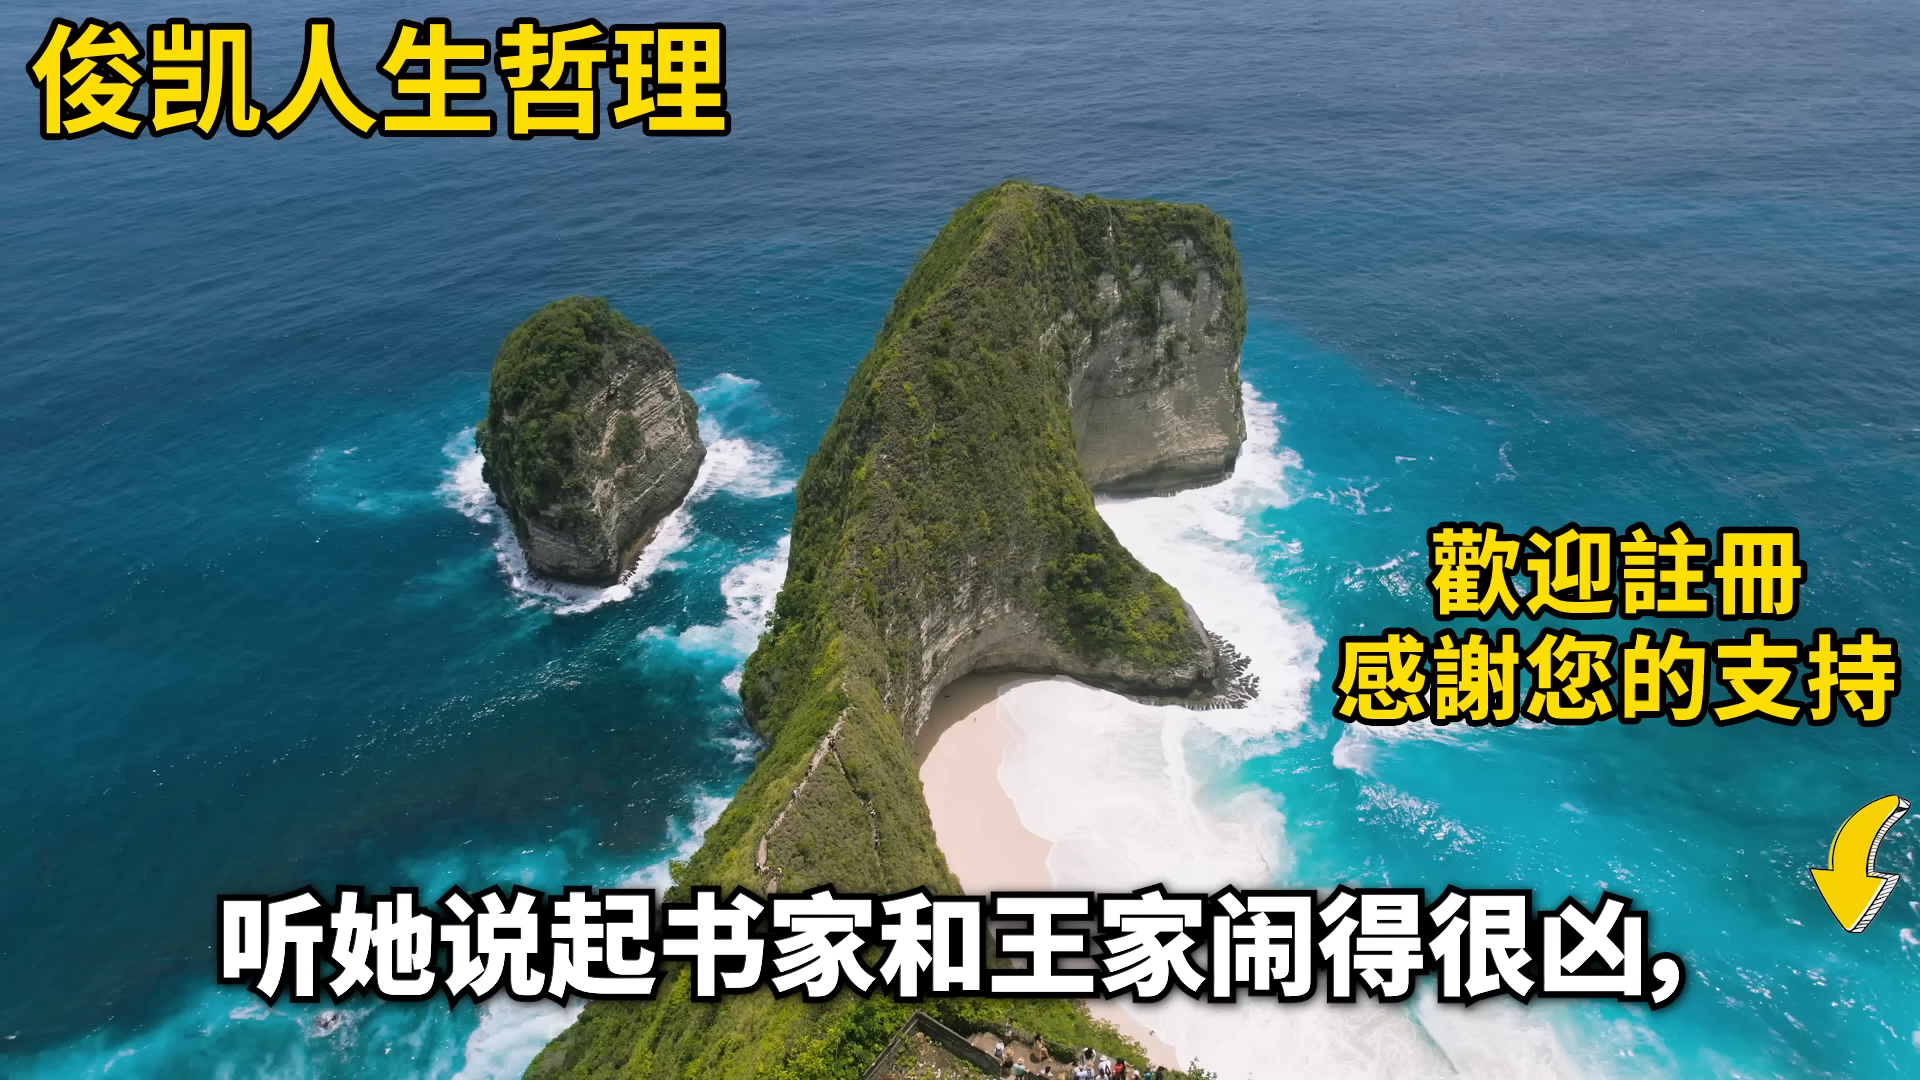 俊凯人生哲理
歡迎註冊
感謝您的支持
听她说起书家和王家闹得很凶,